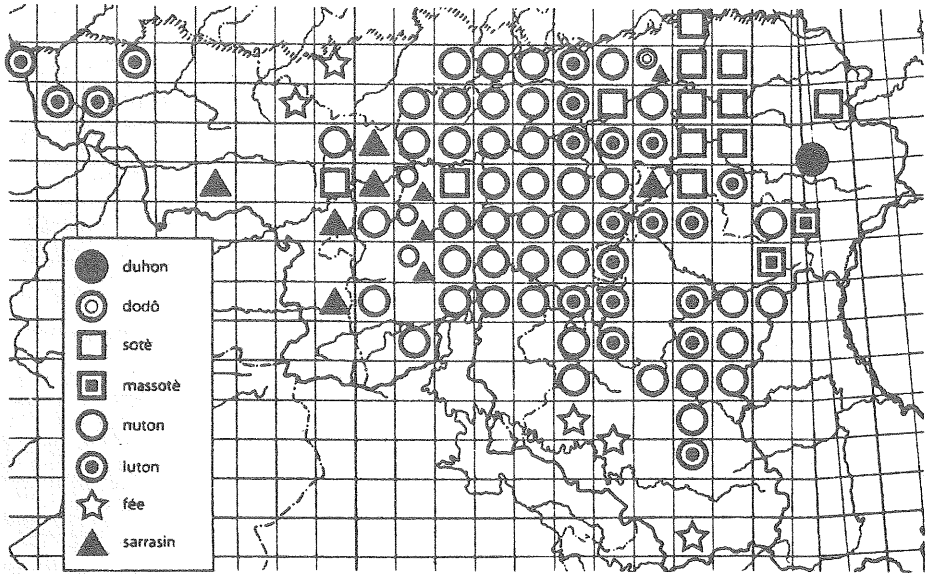 duhon
dodô
sotè
massotè
nuton
luton
fée
sarrasin